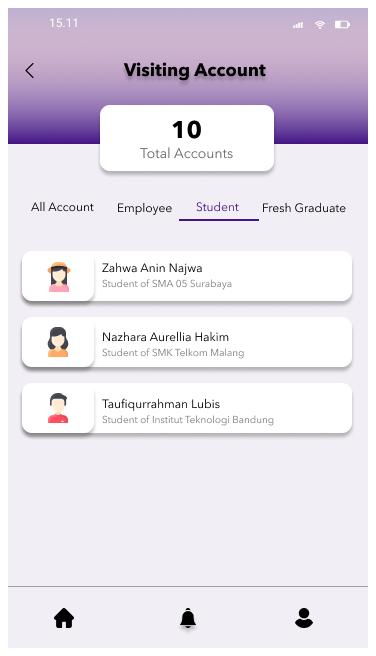 15.11
Visiting Account
10
Total Accounts
All Account
Employee
Student
Fresh Graduate
Zahwa Anin Najwa
Student of SMA 05 Surabaya
Nazhara Aurellia Hakim
Student of SMK Telkom Malang
Taufiqurrahman Lubis
Student of Institut Teknologi Bandung